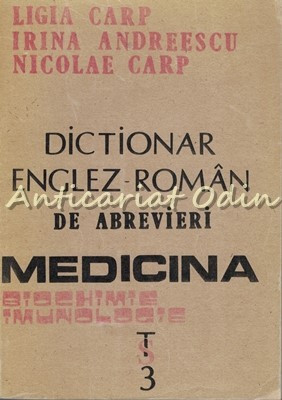 LIGIA CARP
IRINA ANDREESCU
NICOLAE CARP
DICTIONAR
ENGLEZ-ROMÂN
Anticariat Odin
DE ABREVIERI
MEDICINA
BIOCHIMIE
IMUNOLOGIE
T
S
3